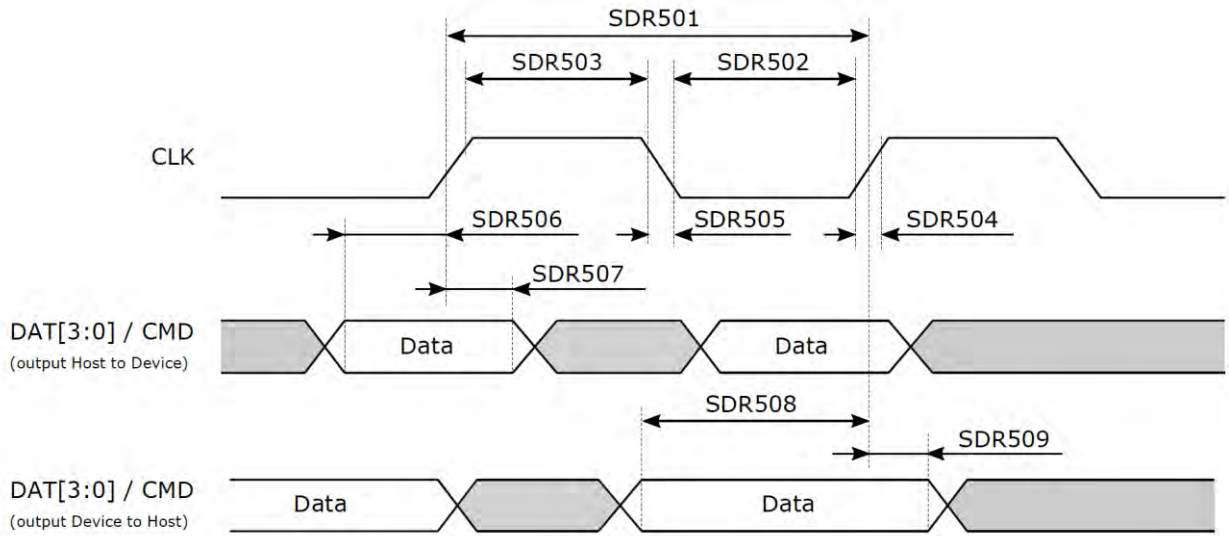 SDR501
SDR503
SDR502
CLK
SDR506
SDR505
SDR504
SDR507
DAT[3:0] / CMD
(output Host to Device)
Data
Data
SDR508
SDR509
DAT[3:0] / CMD
(output Device to Host)
Data
Data